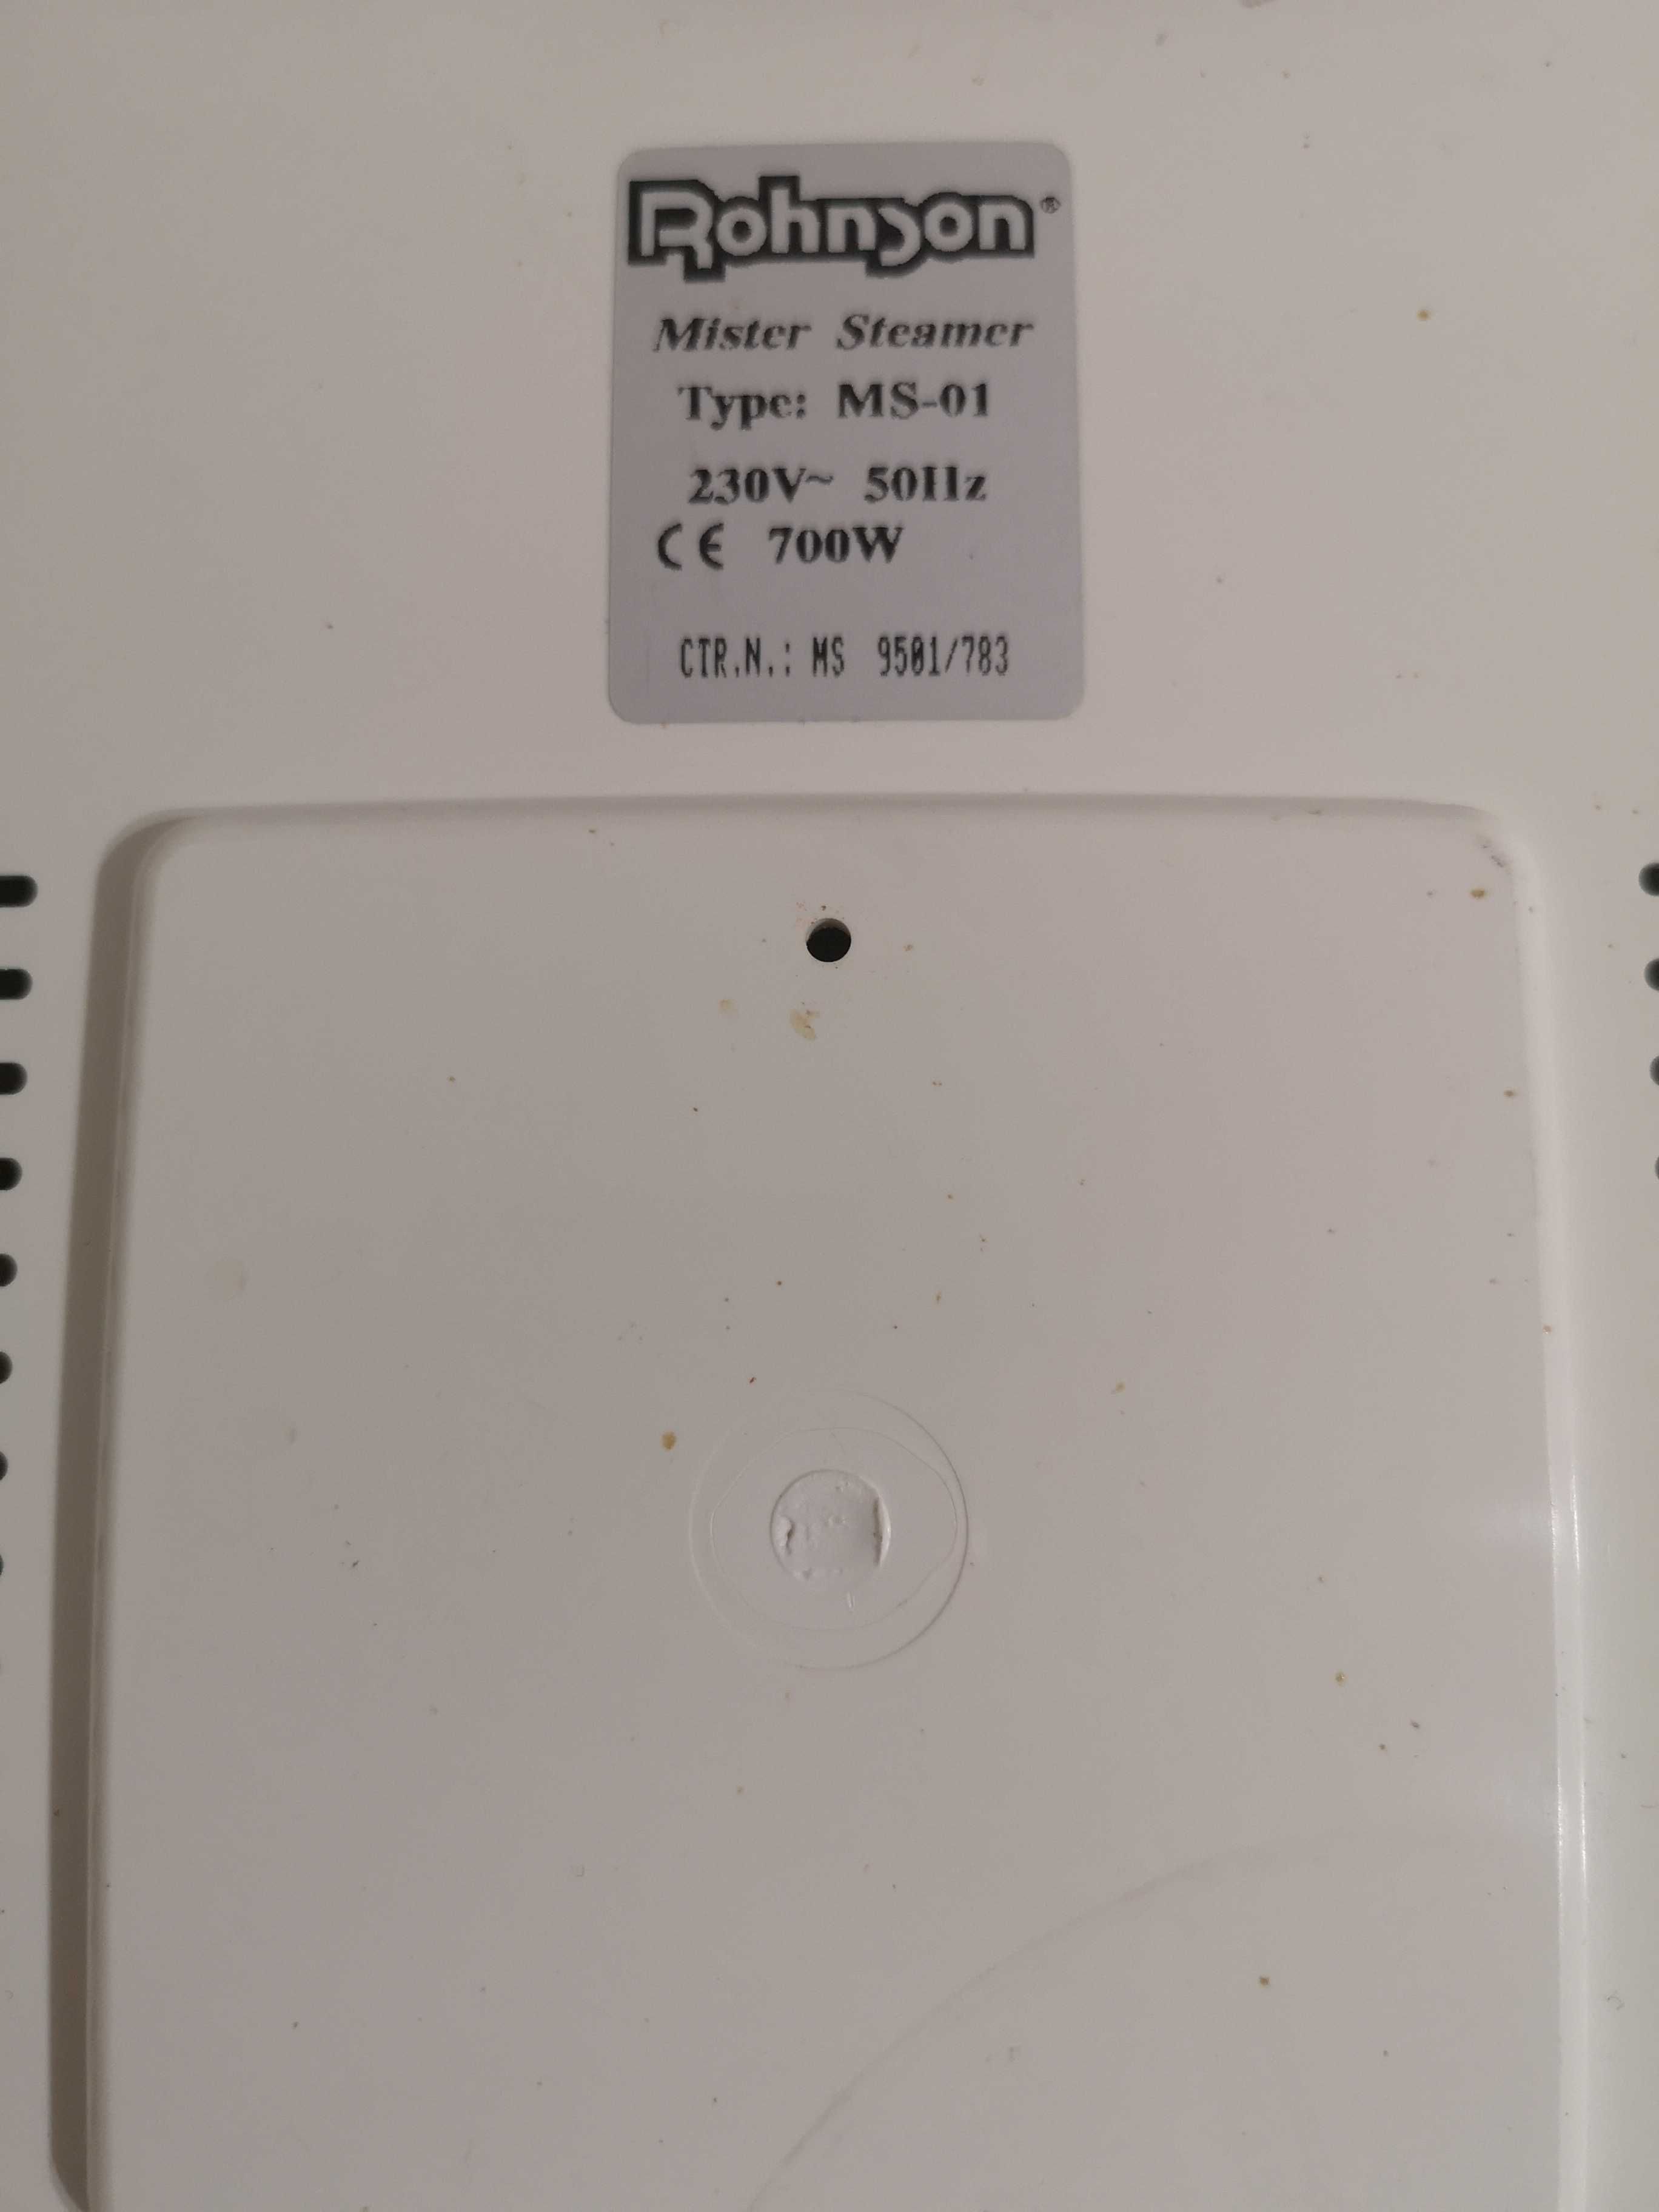 Rohnson®
Mister Steamer
Type: MS-01
230V~ 50Hz
CE 700W
CTR.N.: MS 9501/783